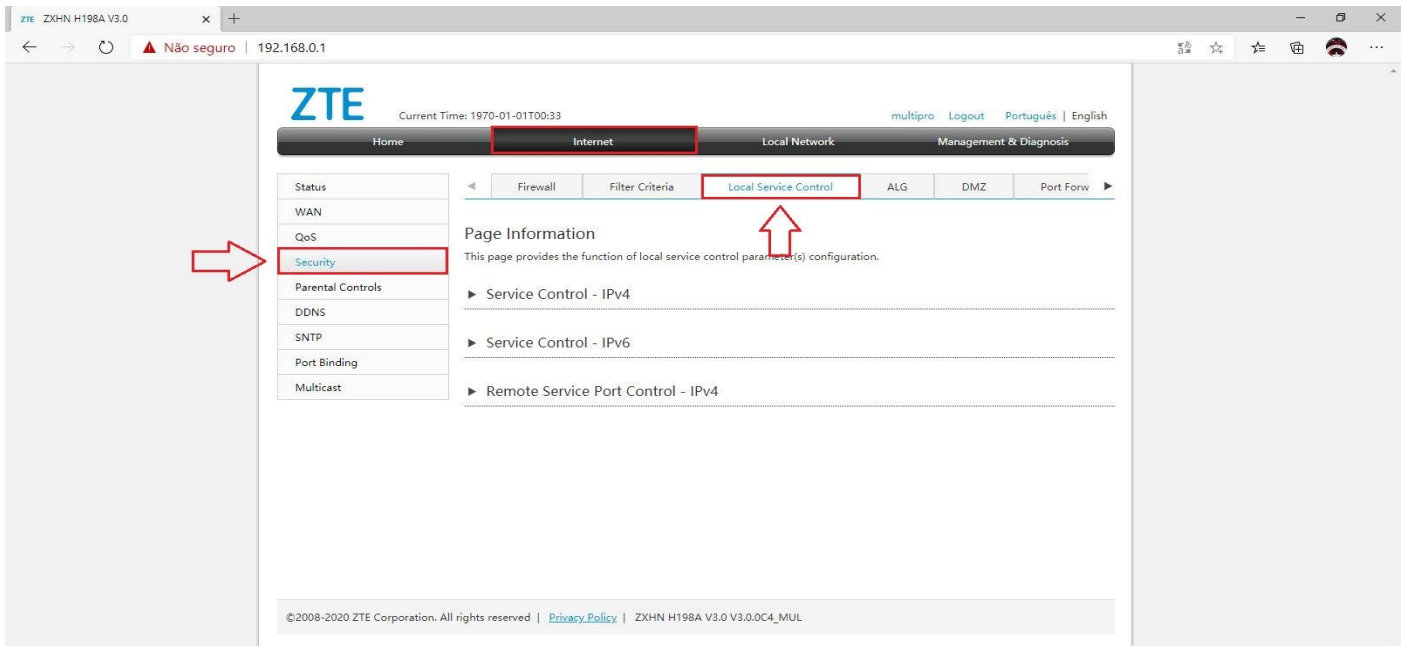 ZTE ZXHN H198A V3.0
Não seguro 192.168.0.1
ZTE
Current Time: 1970-01-01T00:33
multipro Logout Português | English
Home Internet Local Network Management & Diagnosis
Status
WAN
QoS
Security
Parental Controls
DDNS
SNTP
Port Binding
Multicast
Firewall Filter Criteria Local Service Control ALG DMZ Port Forw
Page Information
This page provides the function of local service control parameter(s) configuration.
Service Control - IPv4
Service Control - IPv6
Remote Service Port Control - IPv4
©2008-2020 ZTE Corporation. All rights reserved | Privacy Policy | ZXHN H198A V3.0 V3.0.0C4_MUL